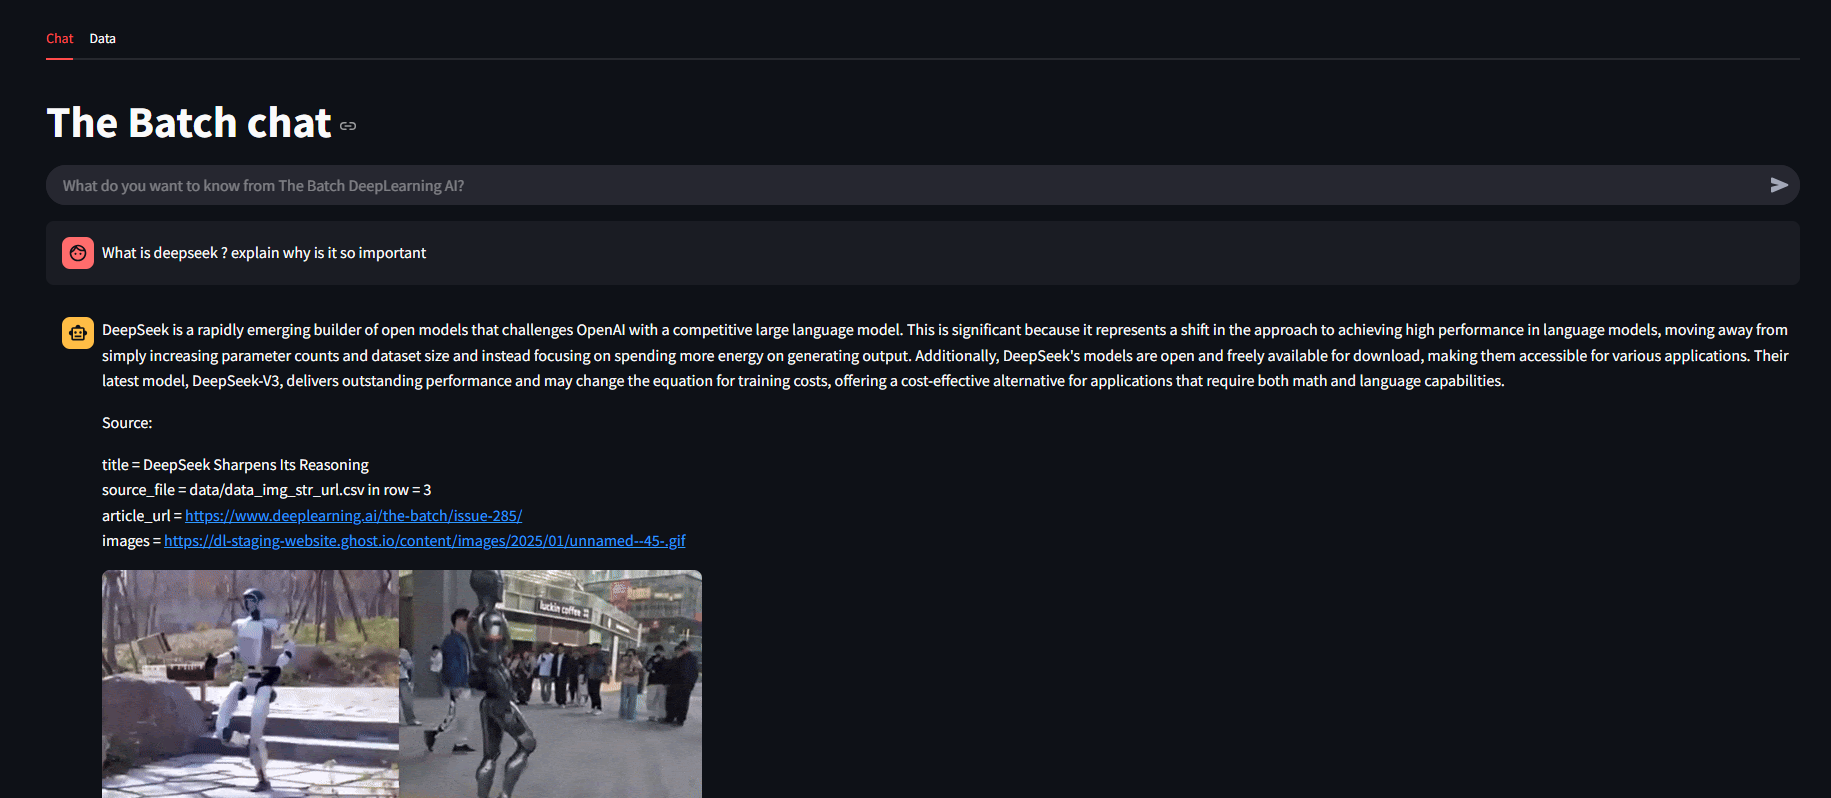 Chat Data
The Batch chat
What do you want to know from The Batch DeepLearning AI?
What is deepseek ? explain why is it so important
DeepSeek is a rapidly emerging builder of open models that challenges OpenAI with a competitive large language model. This is significant because it represents a shift in the approach to achieving high performance in language models, moving away from
simply increasing parameter counts and dataset size and instead focusing on spending more energy on generating output. Additionally, DeepSeek's models are open and freely available for download, making them accessible for various applications. Their
latest model, DeepSeek-V3, delivers outstanding performance and may change the equation for training costs, offering a cost-effective alternative for applications that require both math and language capabilities.
Source:
title = DeepSeek Sharpens Its Reasoning
source_file = data/data_img_str_url.csv in row = 3
article_url = https://www.deeplearning.ai/the-batch/issue-285/
images = https://dl-staging-website.ghost.io/content/images/2025/01/unnamed--45-.gif
luckin coffee